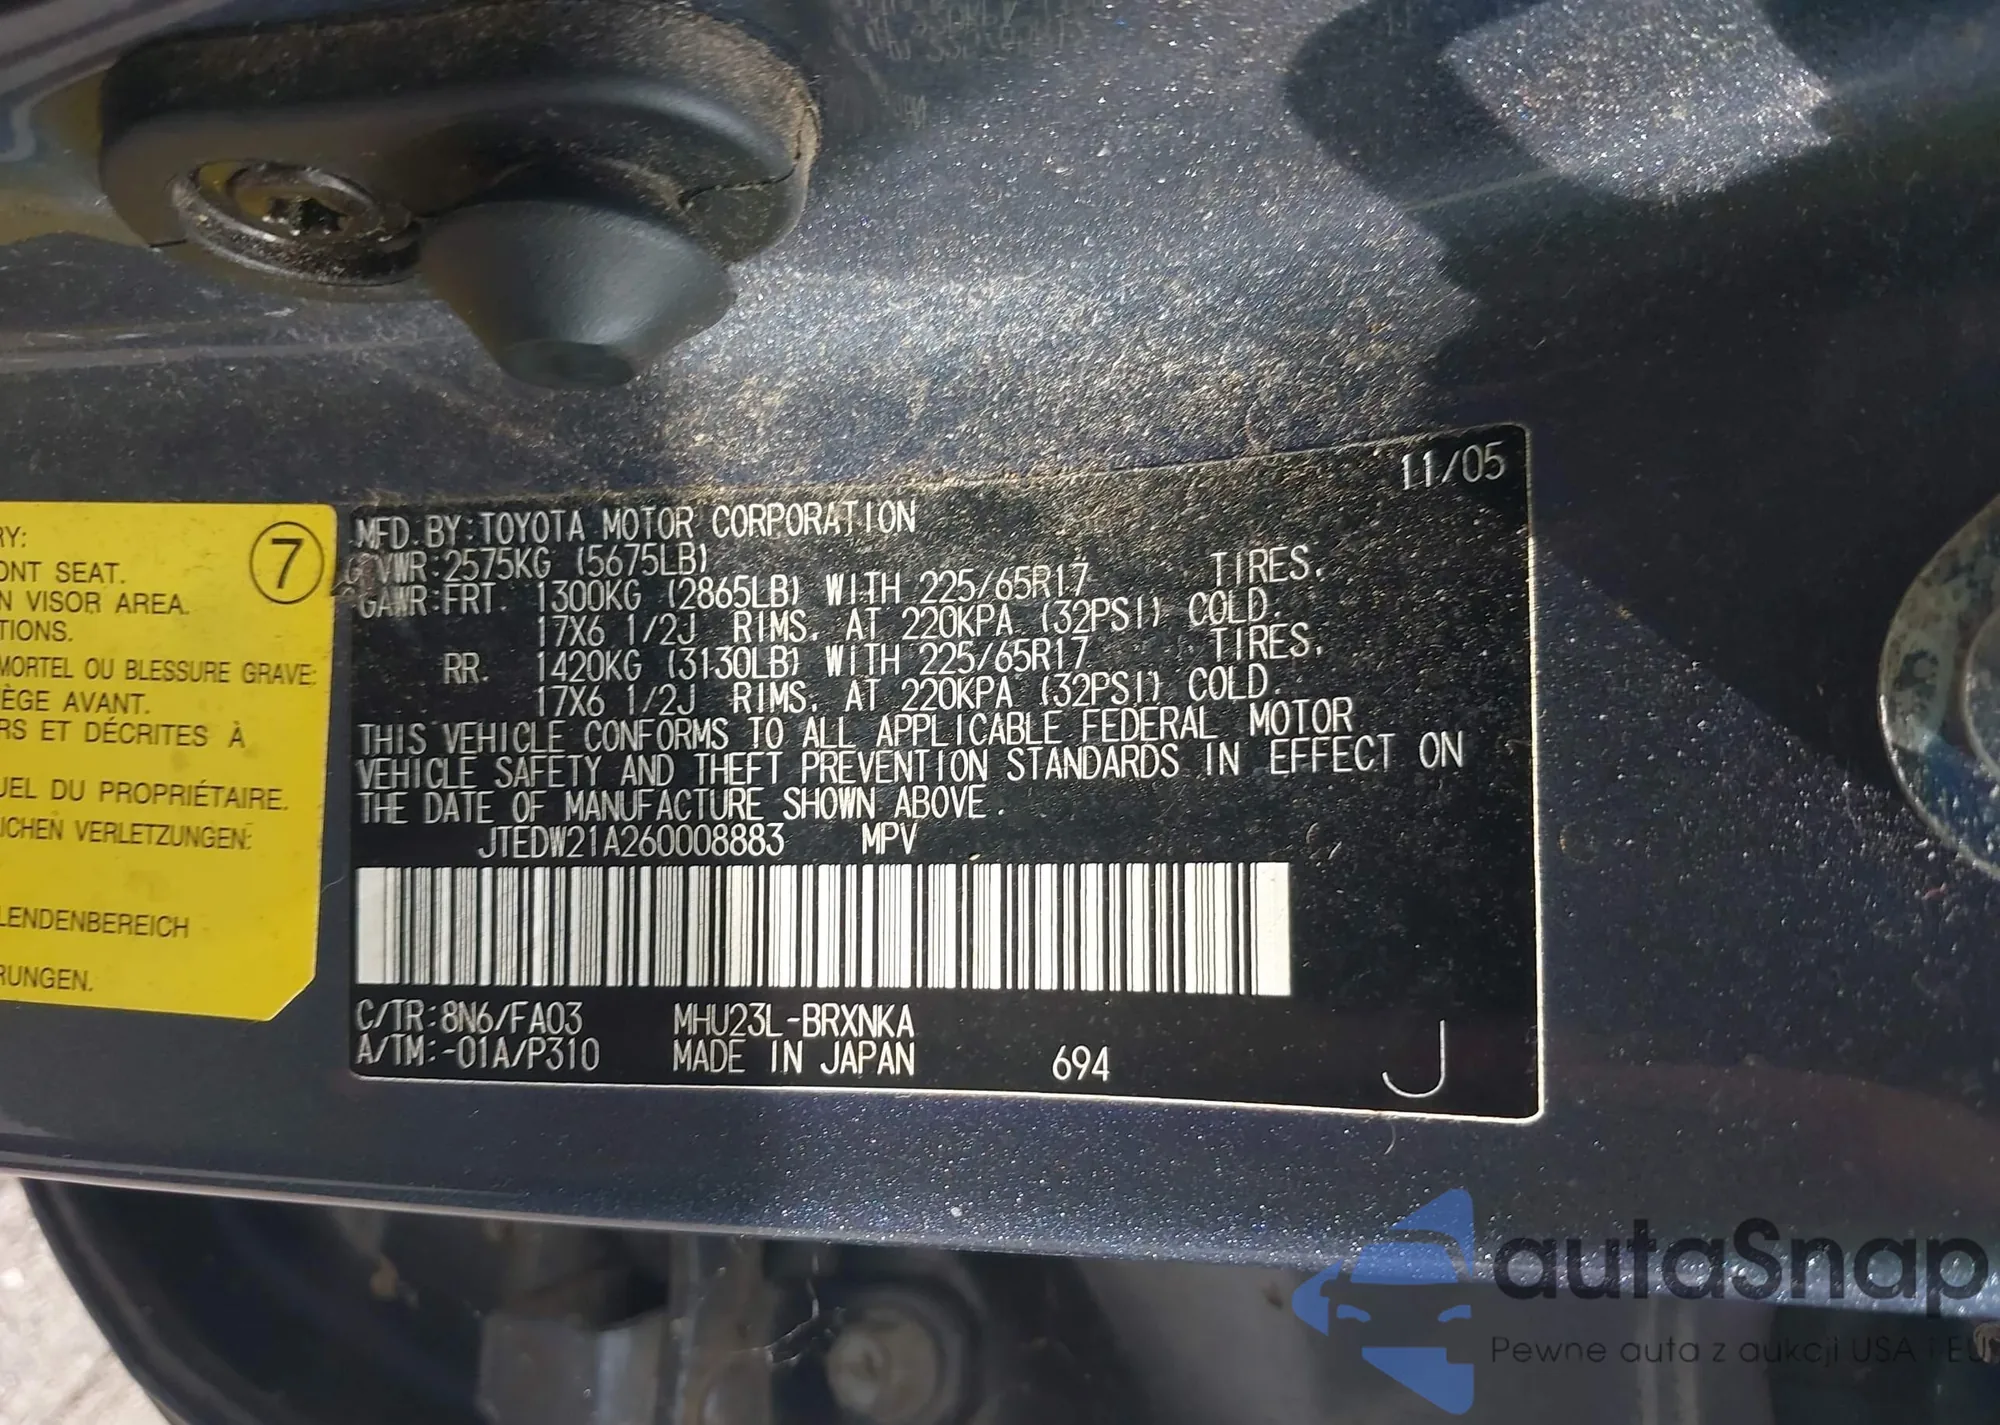 11/05
MFD. BY: TOYOTA MOTOR CORPORATION
GVWR: 2575KG (5675LB)
GAWR: FRT. 1300KG (2865LB) WITH 225/65R17 TIRES.
17X6 1/2J RIMS. AT 220KPA (32PSI) COLD.
RR. 1420KG (3130LB) WITH 225/65R17 TIRES.
17X6 1/2J RIMS. AT 220KPA (32PSI) COLD.
THIS VEHICLE CONFORMS TO ALL APPLICABLE FEDERAL MOTOR
VEHICLE SAFETY AND THEFT PREVENTION STANDARDS IN EFFECT ON
THE DATE OF MANUFACTURE SHOWN ABOVE.
JTEDW21A260008883 MPV
C/TR: 8N6/FA03 MHU23L-BRXNKA
A/TM: -01A/P310 MADE IN JAPAN 694 J
RY:
7
ONT SEAT.
N VISOR AREA.
TIONS.
MORTEL OU BLESSURE GRAVE:
ÈGE AVANT.
RS ET DÉCRITES À
UEL DU PROPRIÉTAIRE.
ICHEN VERLETZUNGEN:
LENDENBEREICH
RUNGEN.
autaSnap
Pewne auta z aukcji USA i EU